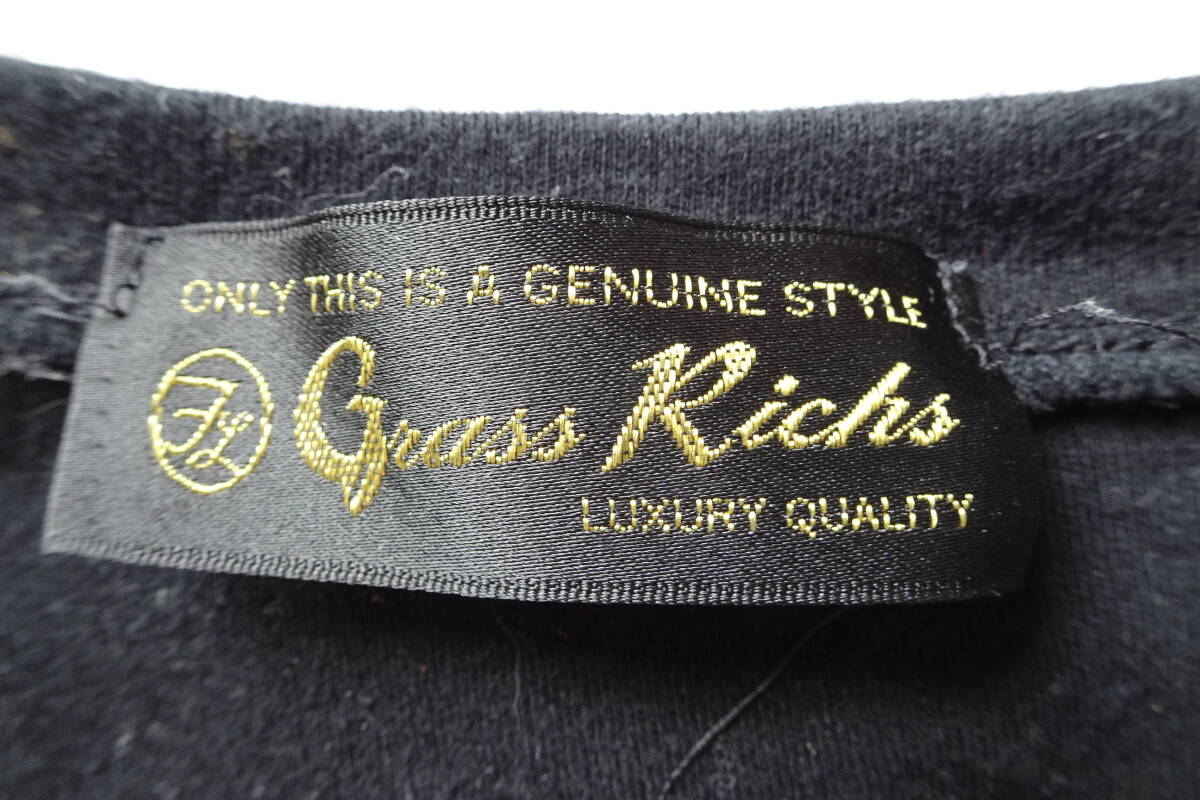 ONLY THIS IS A GENUINE STYLE
Grass Richs
LUXURY QUALITY